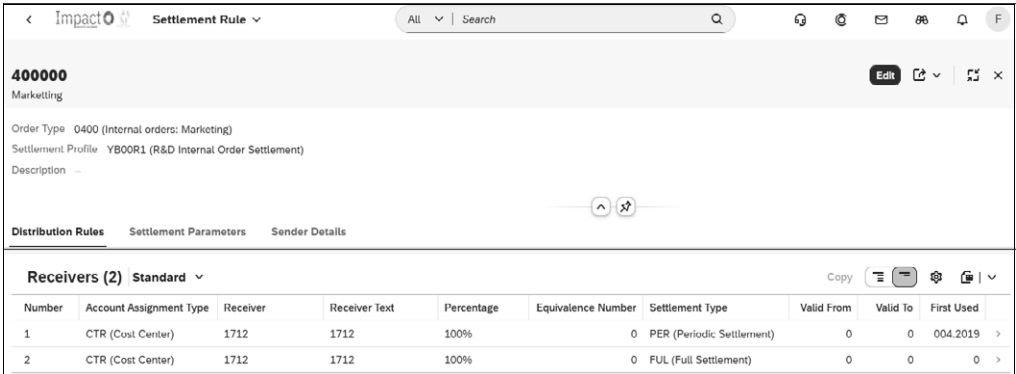 ImpactO Settlement Rule
All Search
F
400000
Edit
Marketting
Order Type 0400 (Internal orders: Marketing)
Settlement Profile YB00R1 (R&D Internal Order Settlement)
Description –
Distribution Rules Settlement Parameters Sender Details
Receivers (2) Standard Copy
Number Account Assignment Type Receiver Receiver Text Percentage Equivalence Number Settlement Type Valid From Valid To First Used
1 CTR (Cost Center) 1712 1712 100% 0 PER (Periodic Settlement) 0 0 004.2019
2 CTR (Cost Center) 1712 1712 100% 0 FUL (Full Settlement) 0 0 0